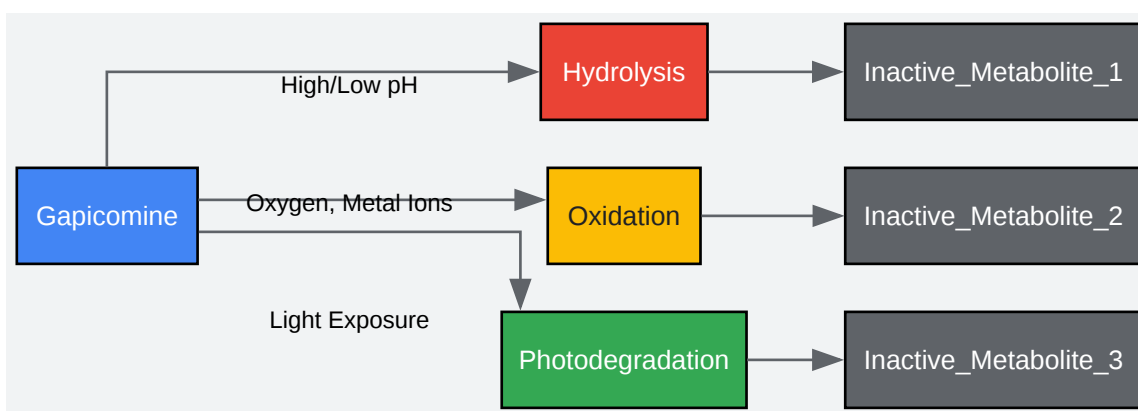 High/Low pH
Hydrolysis
Inactive_Metabolite_1
Gapicomine
Oxygen, Metal Ions
Oxidation
Inactive_Metabolite_2
Light Exposure
Photodegradation
Inactive_Metabolite_3